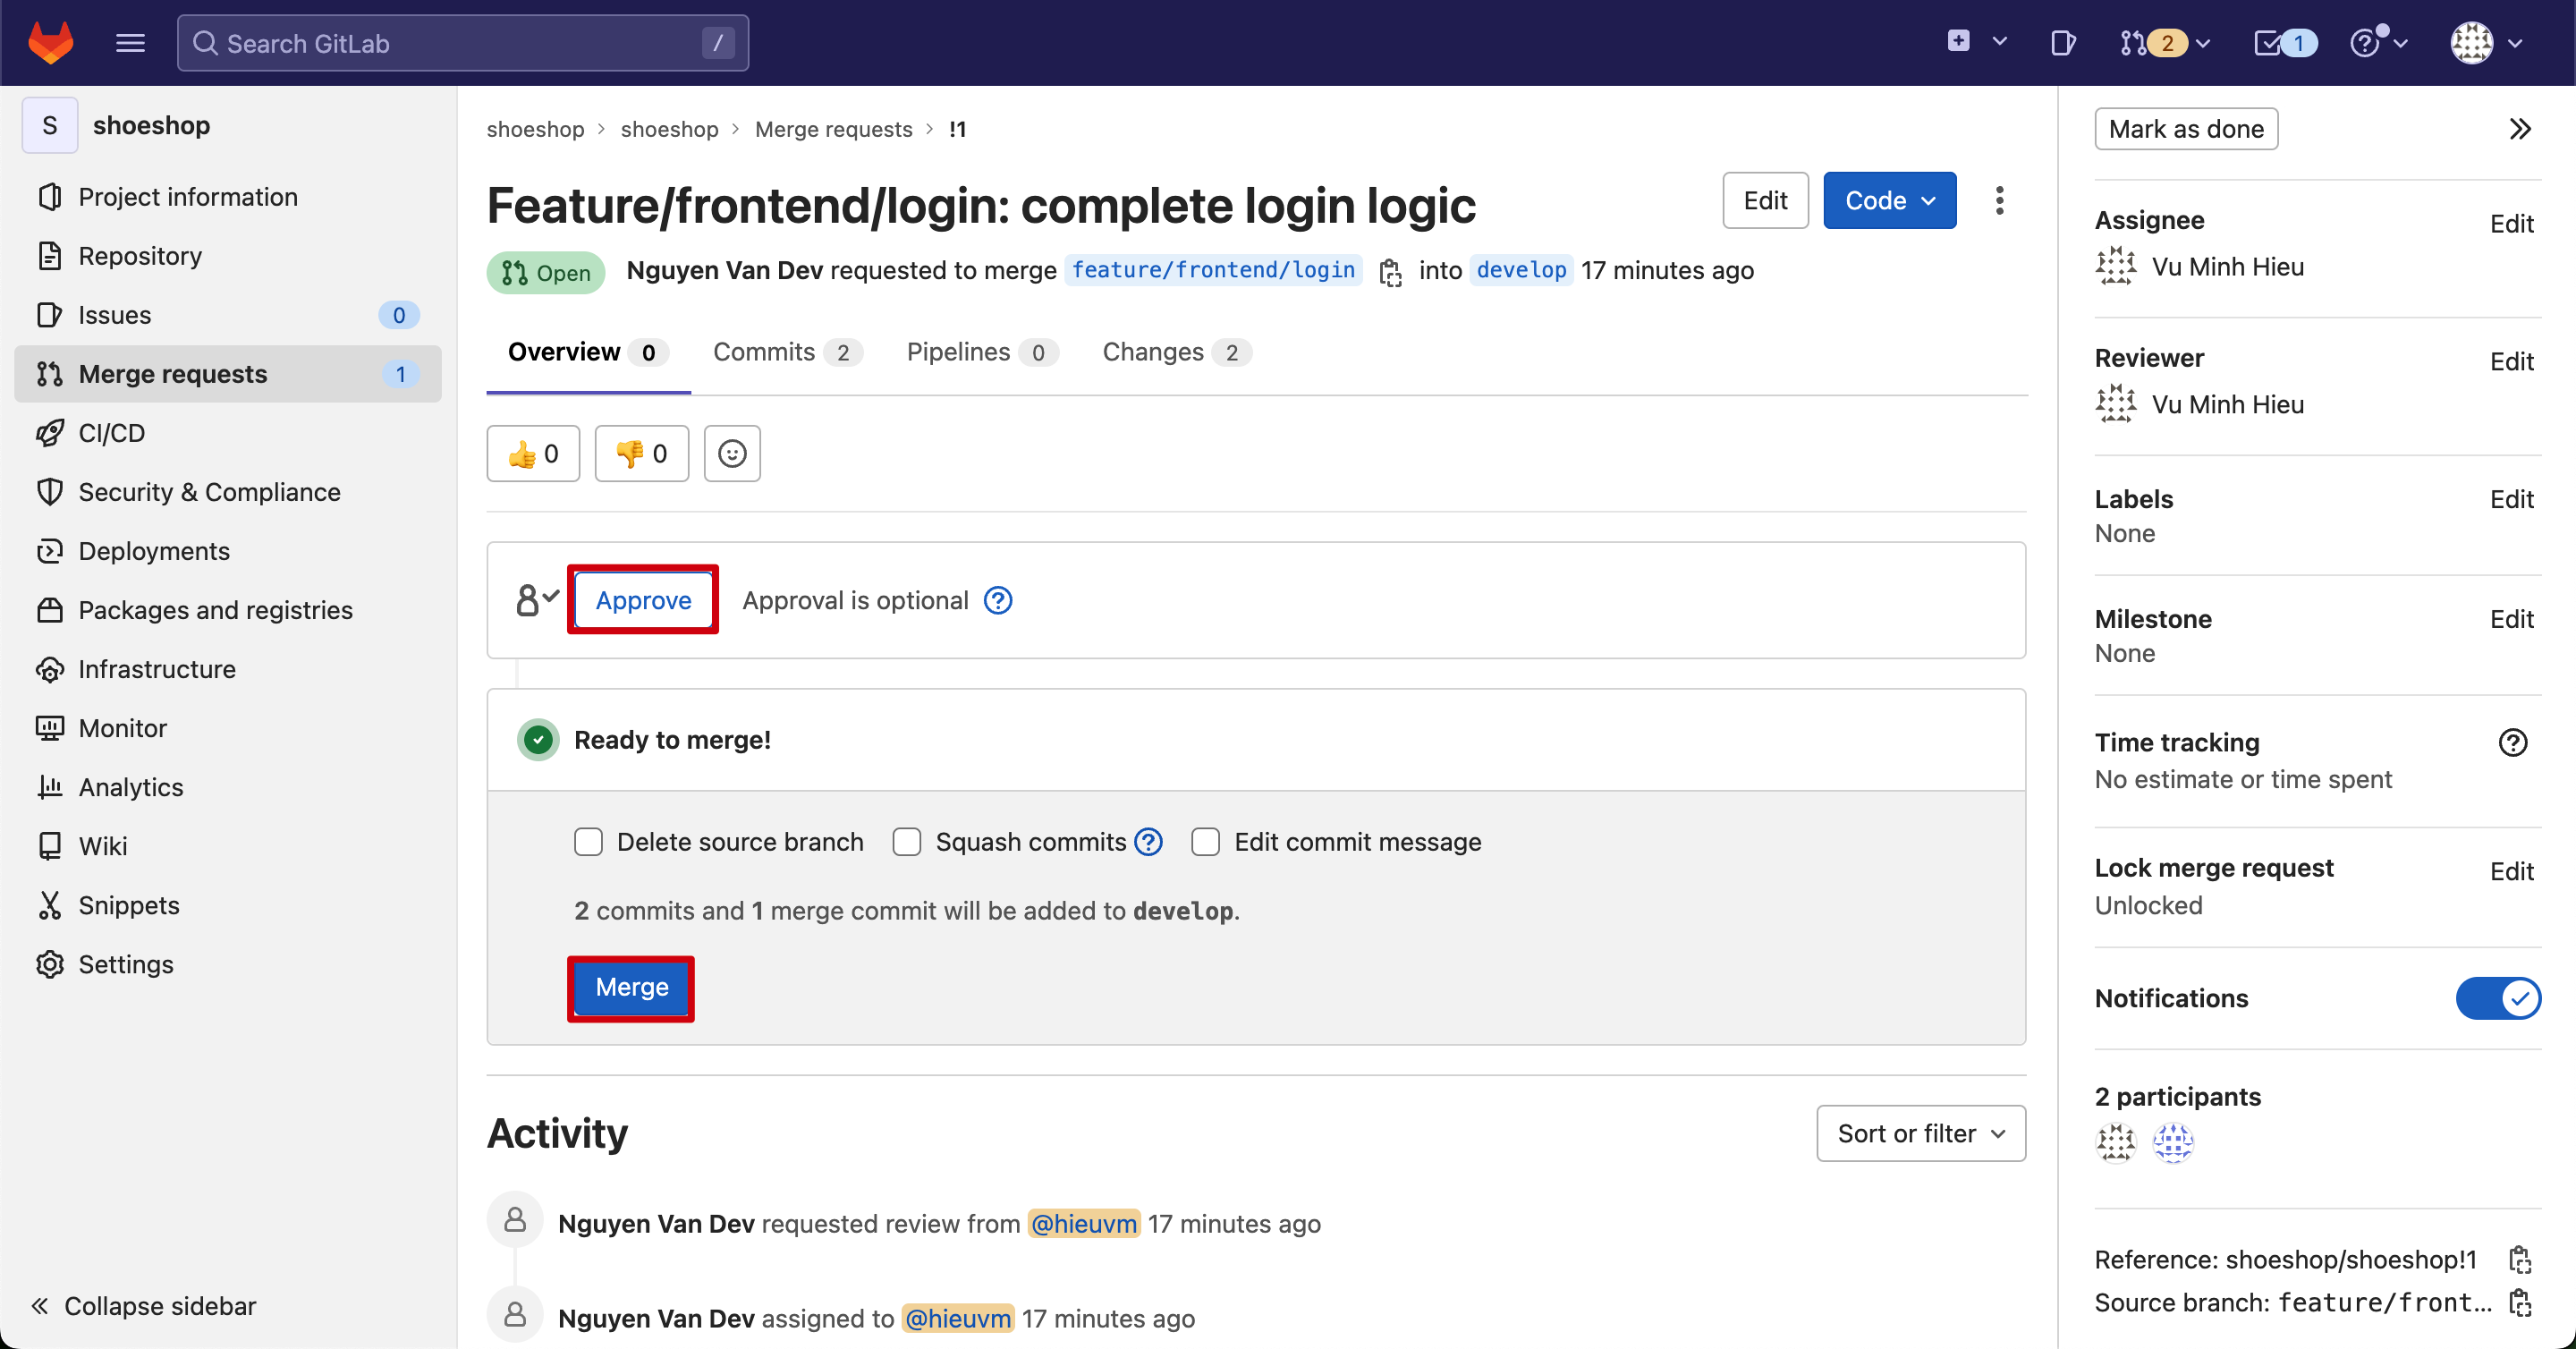 Search GitLab /
2
1
S shoeshop
Project information
Repository
Issues 0
Merge requests 1
CI/CD
Security & Compliance
Deployments
Packages and registries
Infrastructure
Monitor
Analytics
Wiki
Snippets
Settings
Collapse sidebar
shoeshop > shoeshop > Merge requests > !1
Feature/frontend/login: complete login logic
Edit
Code
Open Nguyen Van Dev requested to merge feature/frontend/login into develop 17 minutes ago
Overview 0 Commits 2 Pipelines 0 Changes 2
👍 0 👎 0
Approve Approval is optional
Ready to merge!
Delete source branch Squash commits Edit commit message
2 commits and 1 merge commit will be added to develop.
Merge
Activity
Sort or filter
Nguyen Van Dev requested review from @hieuvm 17 minutes ago
Nguyen Van Dev assigned to @hieuvm 17 minutes ago
Mark as done
Assignee Edit
Vu Minh Hieu
Reviewer Edit
Vu Minh Hieu
Labels Edit
None
Milestone Edit
None
Time tracking
No estimate or time spent
Lock merge request Edit
Unlocked
Notifications
2 participants
Reference: shoeshop/shoeshop!1
Source branch: feature/front...